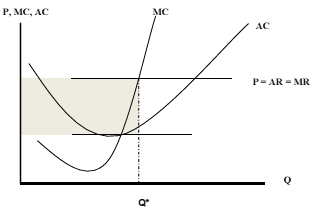 P, MC, AC
MC
AC
P = AR = MR
Q
Q*